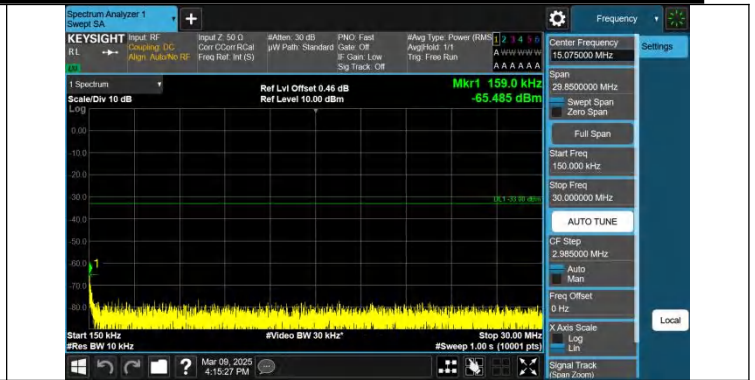 Spectrum Analyzer 1
Swept SA
+
Frequency
KEYSIGHT
RL
Input: RF
Coupling: DC
Align: Auto/No RF
Input Z: 50 Ω
Corr CCorr RCal
Freq Ref: Int (S)
#Atten: 30 dB
µW Path: Standard
PNO: Fast
Gate: Off
IF Gain: Low
Sig Track: Off
#Avg Type: Power (RMS
Avg|Hold: 1/1
Trig: Free Run
1 2 3 4 5 6
A W W W W W
A A A A A A
1 Spectrum
Scale/Div 10 dB
Log
Ref Lvl Offset 0.46 dB
Ref Level 10.00 dBm
Mkr1 159.0 kHz
-65.485 dBm
0.00
-10.0
-20.0
-30.0
-40.0
-50.0
-60.0
-70.0
-80.0
DL1 -33.00 dBm
1
Start 150 kHz
#Res BW 10 kHz
#Video BW 30 kHz*
Stop 30.00 MHz
#Sweep 1.00 s (10001 pts)
Center Frequency
15.075000 MHz
Settings
Span
29.8500000 MHz
Swept Span
Zero Span
Full Span
Start Freq
150.000 kHz
Stop Freq
30.000000 MHz
AUTO TUNE
CF Step
2.985000 MHz
Auto
Man
Freq Offset
0 Hz
X Axis Scale
Log
Lin
Signal Track
(Span Zoom)
Local
?
Mar 09, 2025
4:15:27 PM